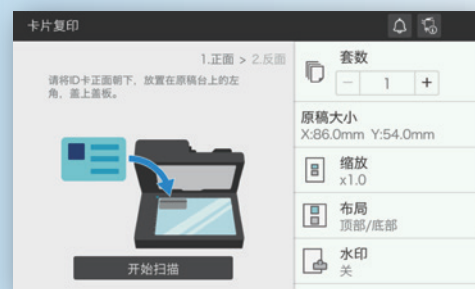 卡片复印
1.正面 > 2.反面
请将ID卡正面朝下，放置在原稿台上的左
角，盖上盖板。
开始扫描
套数
— 1 +
原稿大小
X:86.0mm Y:54.0mm
缩放
x1.0
布局
顶部/底部
水印
关